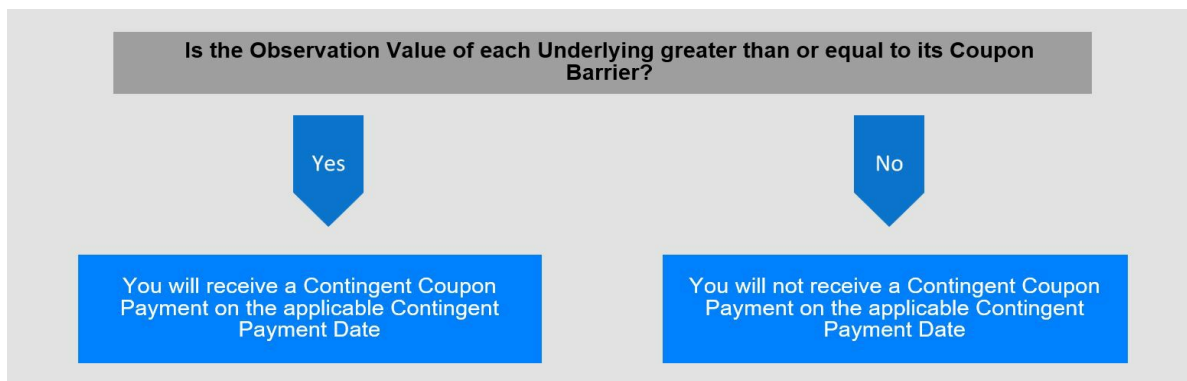 Is the Observation Value of each Underlying greater than or equal to its Coupon
Barrier?
Yes
No
You will receive a Contingent Coupon
Payment on the applicable Contingent
Payment Date
You will not receive a Contingent Coupon
Payment on the applicable Contingent
Payment Date